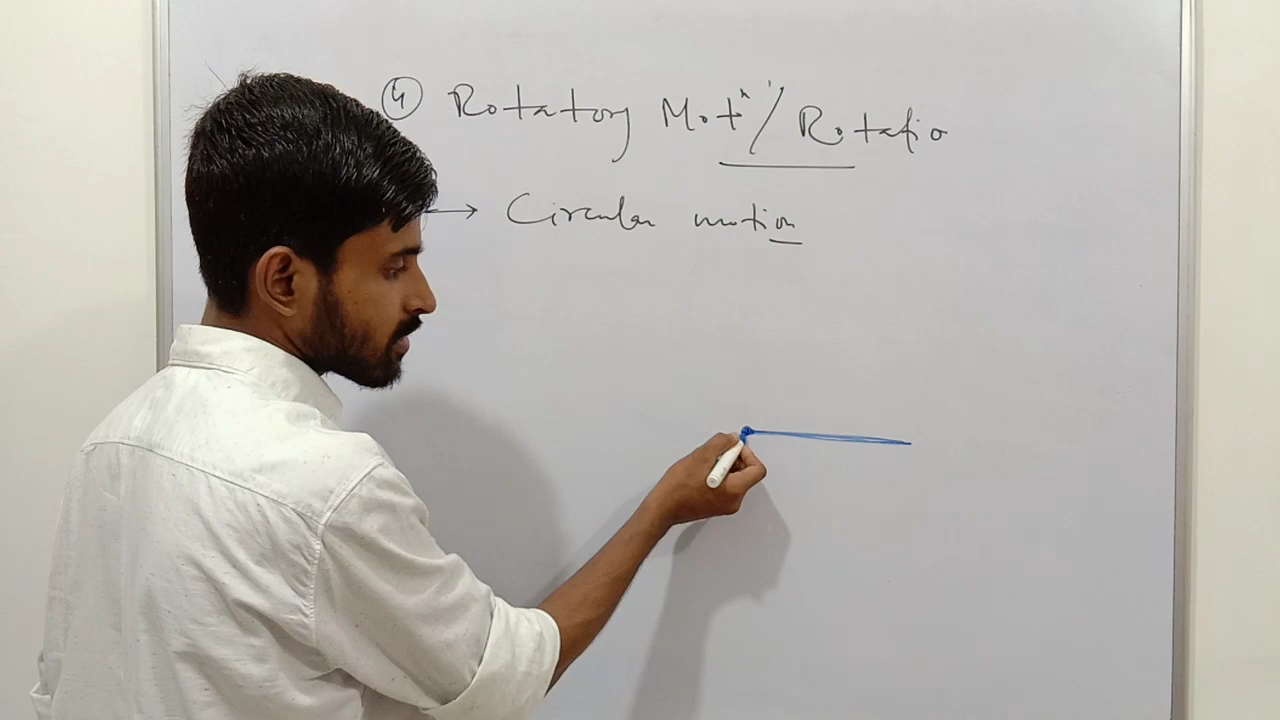 ④ Rotatory Motⁿ / Rotatio
→ Circular motion